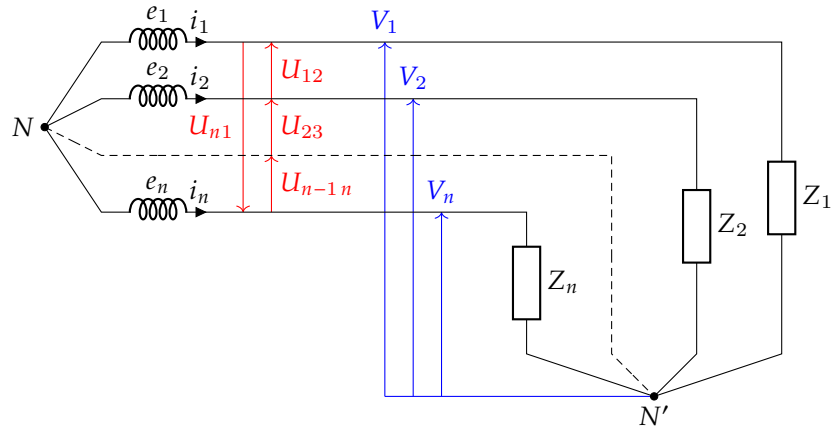 e₁ i₁ V₁
e₂ i₂ U₁₂ V₂
N Uₙ₁ U₂₃
eₙ iₙ Uₙ₋₁ ₙ Vₙ
Z₁
Z₂
Zₙ
N′